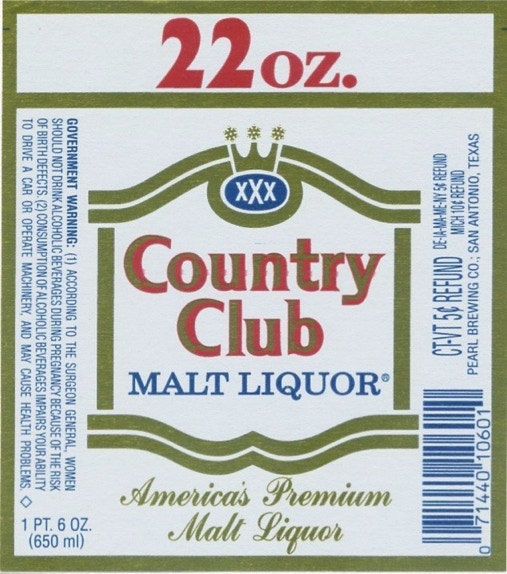 22 oz.
XXX
Country
Club
MALT LIQUOR®
America's Premium
Malt Liquor
GOVERNMENT WARNING: (1) ACCORDING TO THE SURGEON GENERAL, WOMEN
SHOULD NOT DRINK ALCOHOLIC BEVERAGES DURING PREGNANCY BECAUSE OF THE RISK
OF BIRTH DEFECTS. (2) CONSUMPTION OF ALCOHOLIC BEVERAGES IMPAIRS YOUR ABILITY
TO DRIVE A CAR OR OPERATE MACHINERY, AND MAY CAUSE HEALTH PROBLEMS.
1 PT. 6 OZ.
(650 ml)
DE-IA-MA-ME-NY 5¢ REFUND
MICH 10¢ REFUND
CT-VT 5¢ REFUND
PEARL BREWING CO.; SAN ANTONIO, TEXAS
0 71440 10601